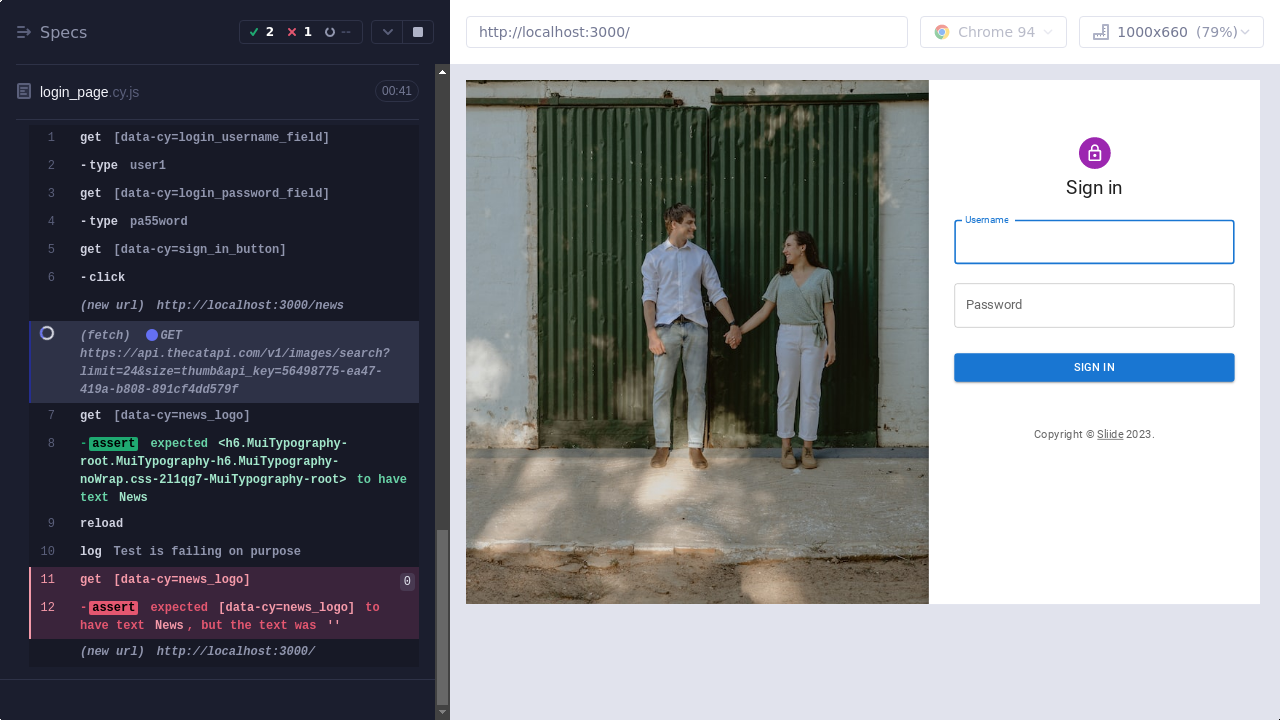 Specs
2
1
--
http://localhost:3000/
Chrome 94
1000x660 (79%)
login_page.cy.js
00:41
1 get [data-cy=login_username_field]
2 -type user1
3 get [data-cy=login_password_field]
4 -type pa55word
5 get [data-cy=sign_in_button]
6 -click
(new url) http://localhost:3000/news
(fetch) GET
https://api.thecatapi.com/v1/images/search?
limit=24&size=thumb&api_key=56498775-ea47-
419a-b808-891cf4dd579f
7 get [data-cy=news_logo]
8 -assert expected <h6.MuiTypography-
root.MuiTypography-h6.MuiTypography-
noWrap.css-2l1qg7-MuiTypography-root> to have
text News
9 reload
10 log Test is failing on purpose
11 get [data-cy=news_logo] 0
12 -assert expected [data-cy=news_logo] to
have text News, but the text was ''
(new url) http://localhost:3000/
Sign in
Username
Password
SIGN IN
Copyright © Sliide 2023.